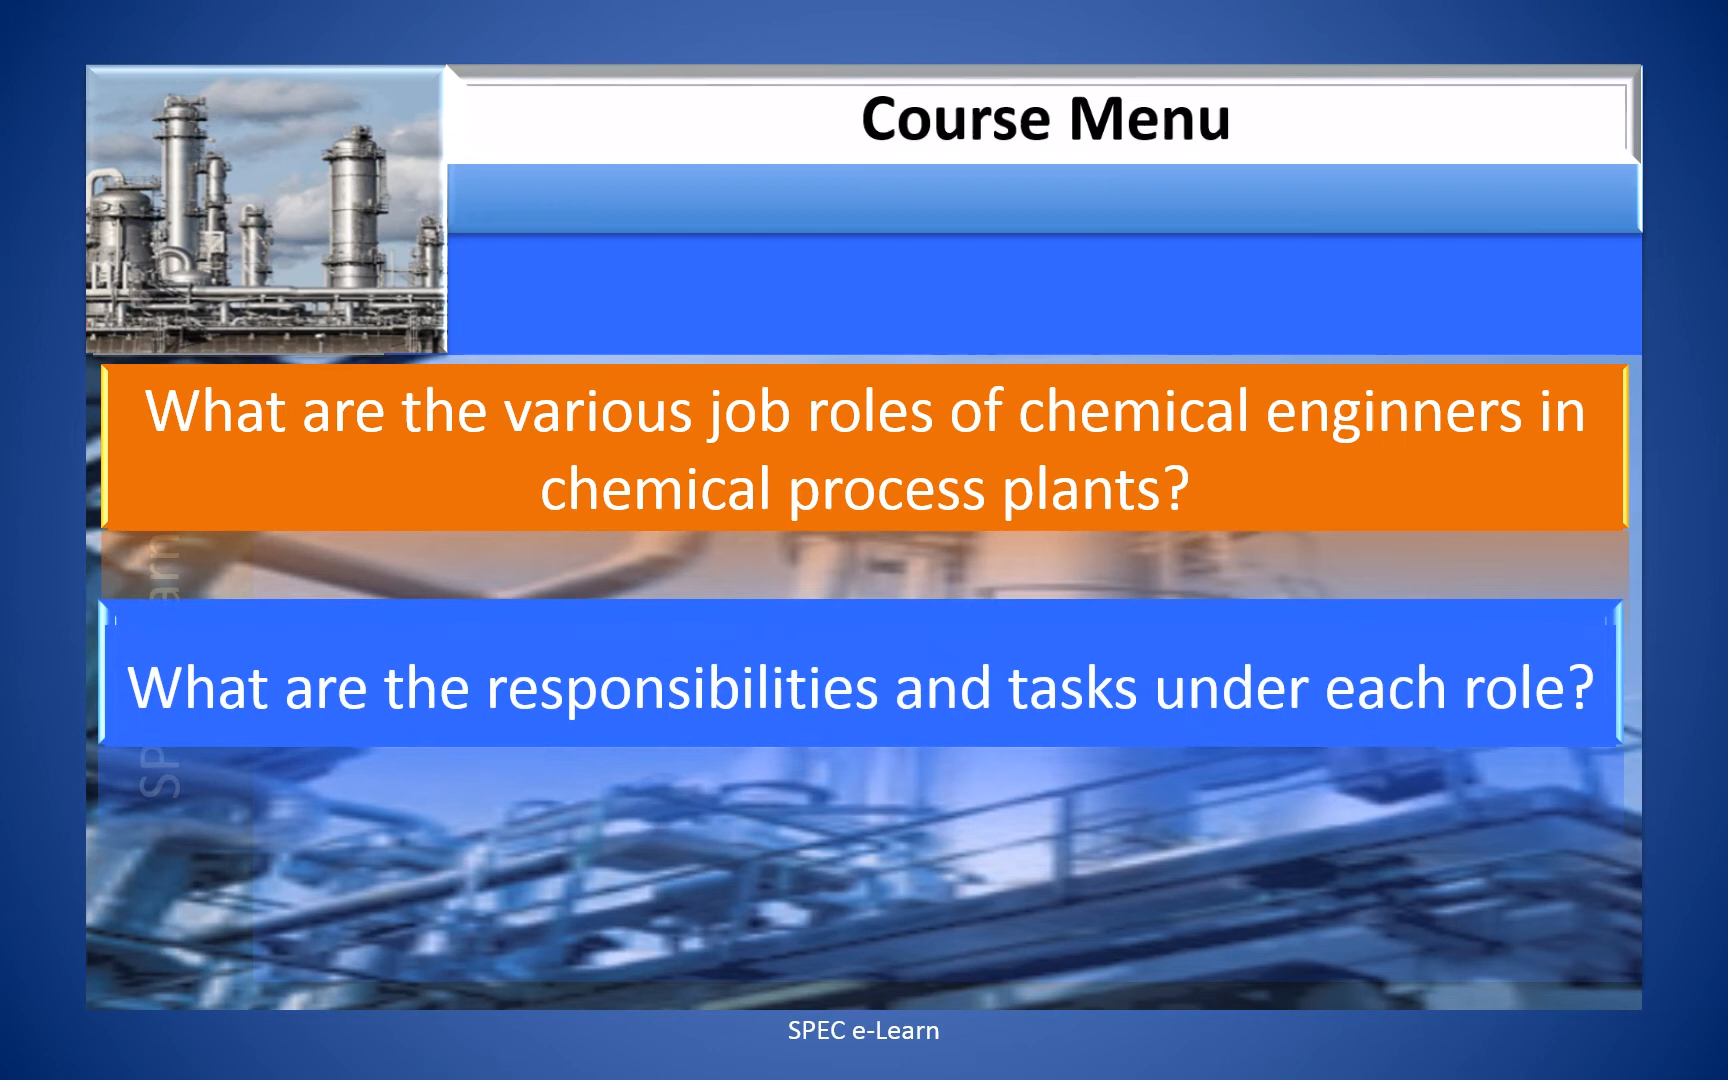 Course Menu
What are the various job roles of chemical enginners in
chemical process plants?
What are the responsibilities and tasks under each role?
SPEC e-Learn